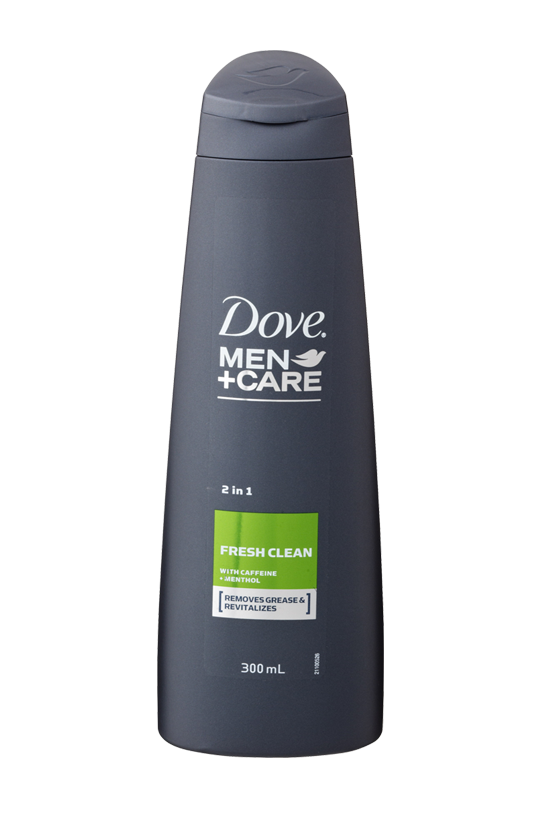 Dove.
MEN
+CARE
2 in 1
FRESH CLEAN
WITH CAFFEINE
+ MENTHOL
[REMOVES GREASE &
REVITALIZES]
300 mL